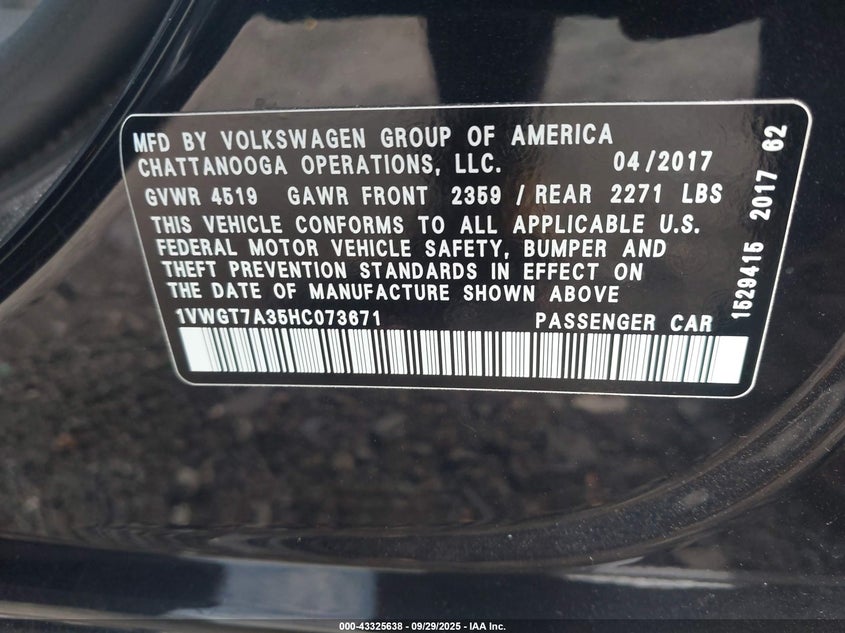 MFD BY VOLKSWAGEN GROUP OF AMERICA
CHATTANOOGA OPERATIONS, LLC. 04/2017
GVWR 4519 GAWR FRONT 2359 / REAR 2271 LBS
THIS VEHICLE CONFORMS TO ALL APPLICABLE U.S.
FEDERAL MOTOR VEHICLE SAFETY, BUMPER AND
THEFT PREVENTION STANDARDS IN EFFECT ON
THE DATE OF MANUFACTURE SHOWN ABOVE
1VWGT7A35HC073671 PASSENGER CAR
1529415 2017 62
000-43325638 - 09/29/2025 - IAA Inc.